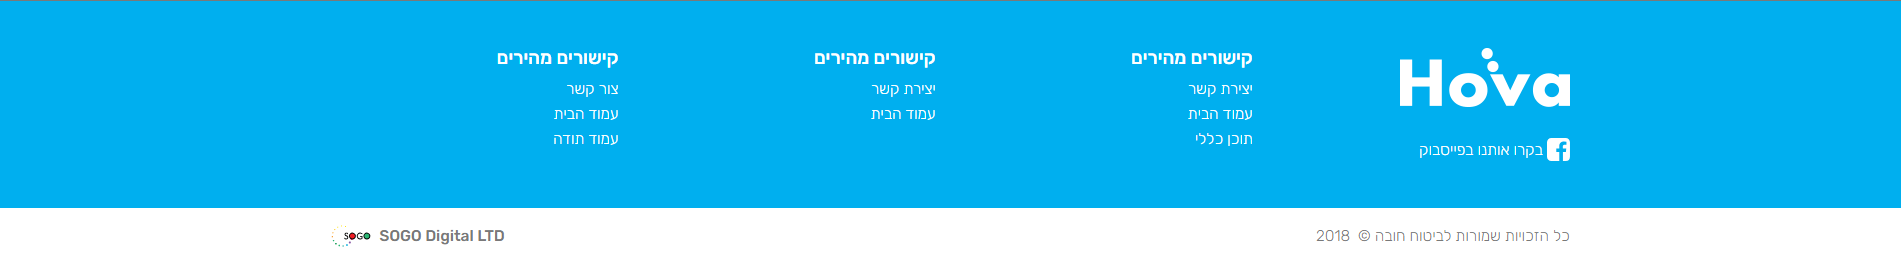 Hova
בקרו אותנו בפייסבוק
קישורים מהירים
יצירת קשר
עמוד הבית
תוכן כללי
קישורים מהירים
יצירת קשר
עמוד הבית
קישורים מהירים
צור קשר
עמוד הבית
עמוד תודה
כל הזכויות שמורות לביטוח חובה © 2018
SOGO SOGO Digital LTD